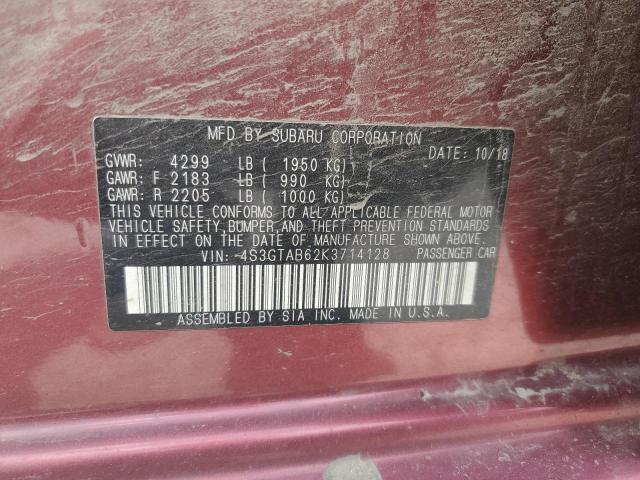 MFD BY SUBARU CORPORATION
DATE: 10/18
GVWR: 4299 LB ( 1950 KG)
GAWR: F 2183 LB ( 990 KG)
GAWR: R 2205 LB ( 1000 KG)
THIS VEHICLE CONFORMS TO ALL APPLICABLE FEDERAL MOTOR
VEHICLE SAFETY, BUMPER, AND THEFT PREVENTION STANDARDS
IN EFFECT ON THE DATE OF MANUFACTURE SHOWN ABOVE.
VIN: 4S3GTAB62K3714128 PASSENGER CAR
ASSEMBLED BY SIA INC. MADE IN U.S.A.